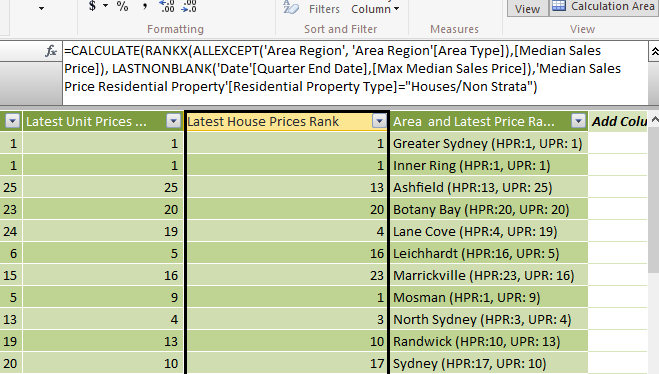 $ % , .00 .0
Filters Column
View Calculation Area
Formatting Sort and Filter Measures View
fx =CALCULATE(RANKX(ALLEXCEPT('Area Region', 'Area Region'[Area Type]),[Median Sales
Price]), LASTNONBLANK('Date'[Quarter End Date],[Max Median Sales Price]),'Median Sales
Price Residential Property'[Residential Property Type]="Houses/Non Strata")
Latest Unit Prices ... Latest House Prices Rank Area and Latest Price Ra... Add Colu
1 1 1 Greater Sydney (HPR:1, UPR: 1)
1 1 1 Inner Ring (HPR:1, UPR: 1)
25 25 13 Ashfield (HPR:13, UPR: 25)
23 20 20 Botany Bay (HPR:20, UPR: 20)
24 19 4 Lane Cove (HPR:4, UPR: 19)
6 5 16 Leichhardt (HPR:16, UPR: 5)
15 16 23 Marrickville (HPR:23, UPR: 16)
5 9 1 Mosman (HPR:1, UPR: 9)
13 4 3 North Sydney (HPR:3, UPR: 4)
19 13 10 Randwick (HPR:10, UPR: 13)
20 10 17 Sydney (HPR:17, UPR: 10)